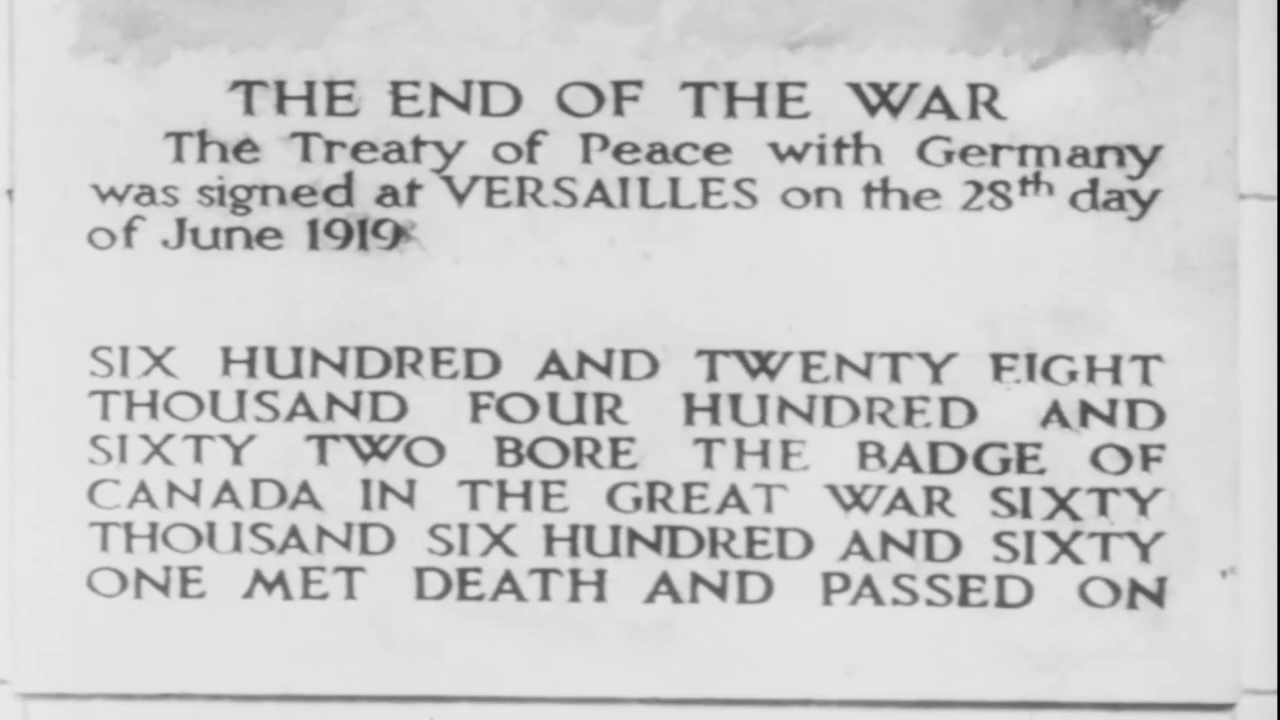 THE END OF THE WAR
The Treaty of Peace with Germany
was signed at VERSAILLES on the 28th day
of June 1919
SIX HUNDRED AND TWENTY EIGHT
THOUSAND FOUR HUNDRED AND
SIXTY TWO BORE THE BADGE OF
CANADA IN THE GREAT WAR SIXTY
THOUSAND SIX HUNDRED AND SIXTY
ONE MET DEATH AND PASSED ON